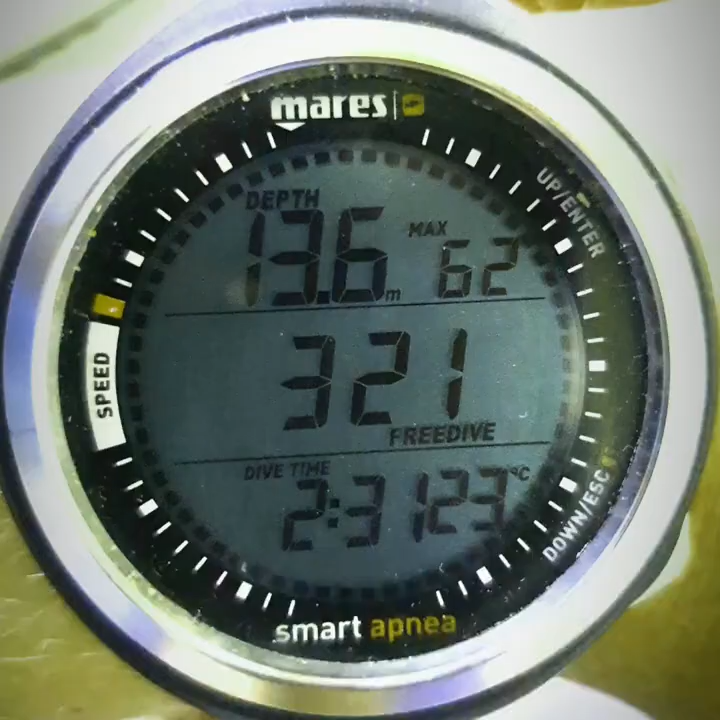 mares
UP/ENTER
DEPTH
13.6 m MAX 62
SPEED
321
FREEDIVE
DIVE TIME
2:31 23 °C
DOWN/ESC
smart apnea